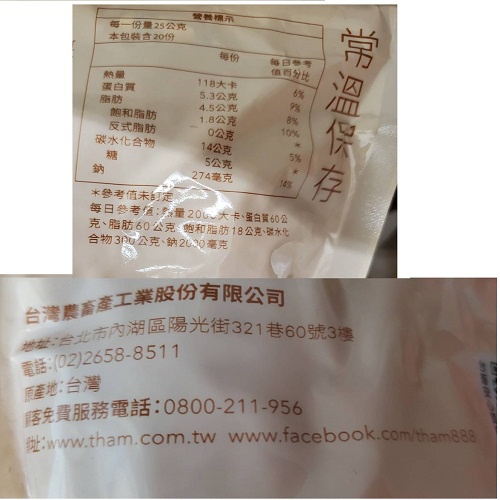 營養標示
每一份量25公克
本包裝含20份
每份 每日參考值百分比
熱量 118大卡 6%
蛋白質 5.3公克 9%
脂肪 4.5公克 8%
飽和脂肪 1.8公克 10%
反式脂肪 0公克 *
碳水化合物 14公克 5%
糖 5公克 *
鈉 274毫克 14%
*參考值未訂定
每日參考值:熱量2000大卡、蛋白質60公
克、脂肪60公克、飽和脂肪18公克、碳水化
合物300公克、鈉2000毫克
常溫保存
台灣農畜產工業股份有限公司
地址:台北市內湖區陽光街321巷60號3樓
電話:(02)2658-8511
原產地:台灣
顧客免費服務電話:0800-211-956
網址:www.tham.com.tw www.facebook.com/tham888